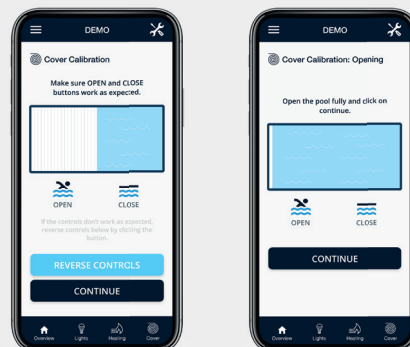 DEMO
Cover Calibration
Make sure OPEN and CLOSE
buttons work as expected.
OPEN
CLOSE
If the controls don't work as expected,
reverse controls below by clicking the
button.
REVERSE CONTROLS
CONTINUE
Overview
Lights
Heating
Cover
DEMO
Cover Calibration: Opening
Open the pool fully and click on
continue.
OPEN
CLOSE
CONTINUE
Overview
Lights
Heating
Cover